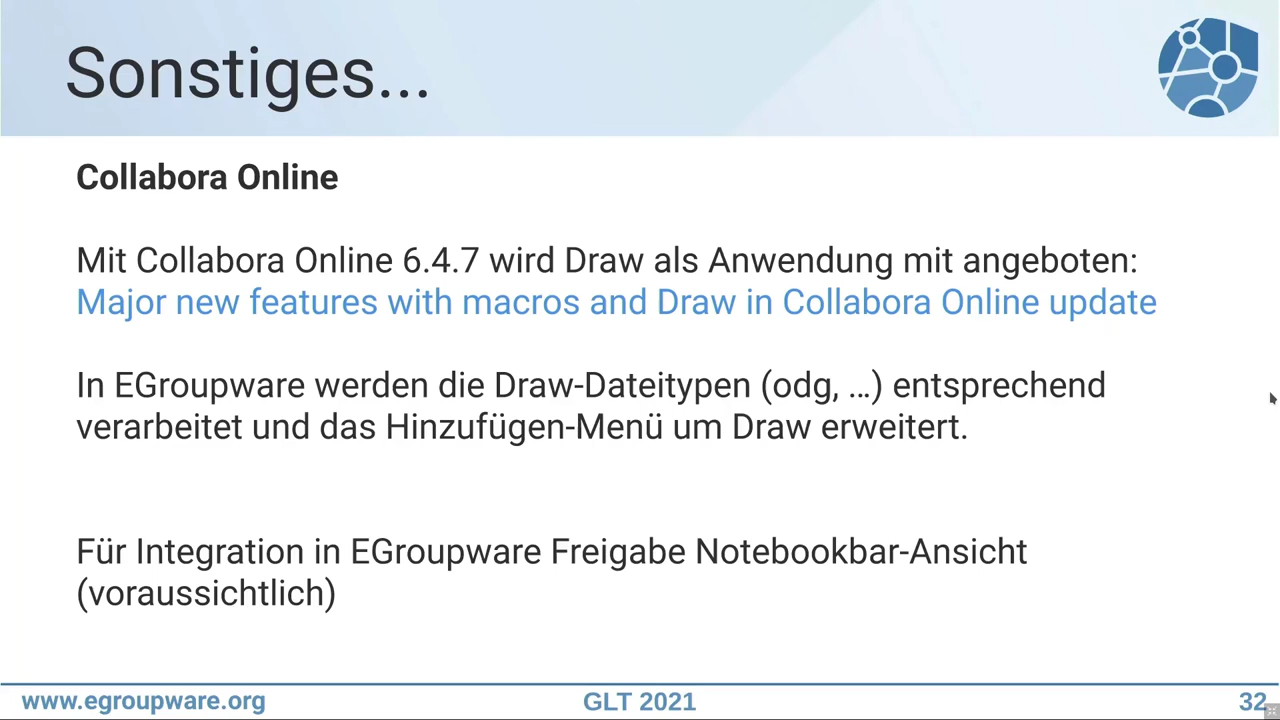 Sonstiges...
Collabora Online
Mit Collabora Online 6.4.7 wird Draw als Anwendung mit angeboten:
Major new features with macros and Draw in Collabora Online update
In EGroupware werden die Draw-Dateitypen (odg, …) entsprechend
verarbeitet und das Hinzufügen-Menü um Draw erweitert.
Für Integration in EGroupware Freigabe Notebookbar-Ansicht
(voraussichtlich)
www.egroupware.org
GLT 2021
32